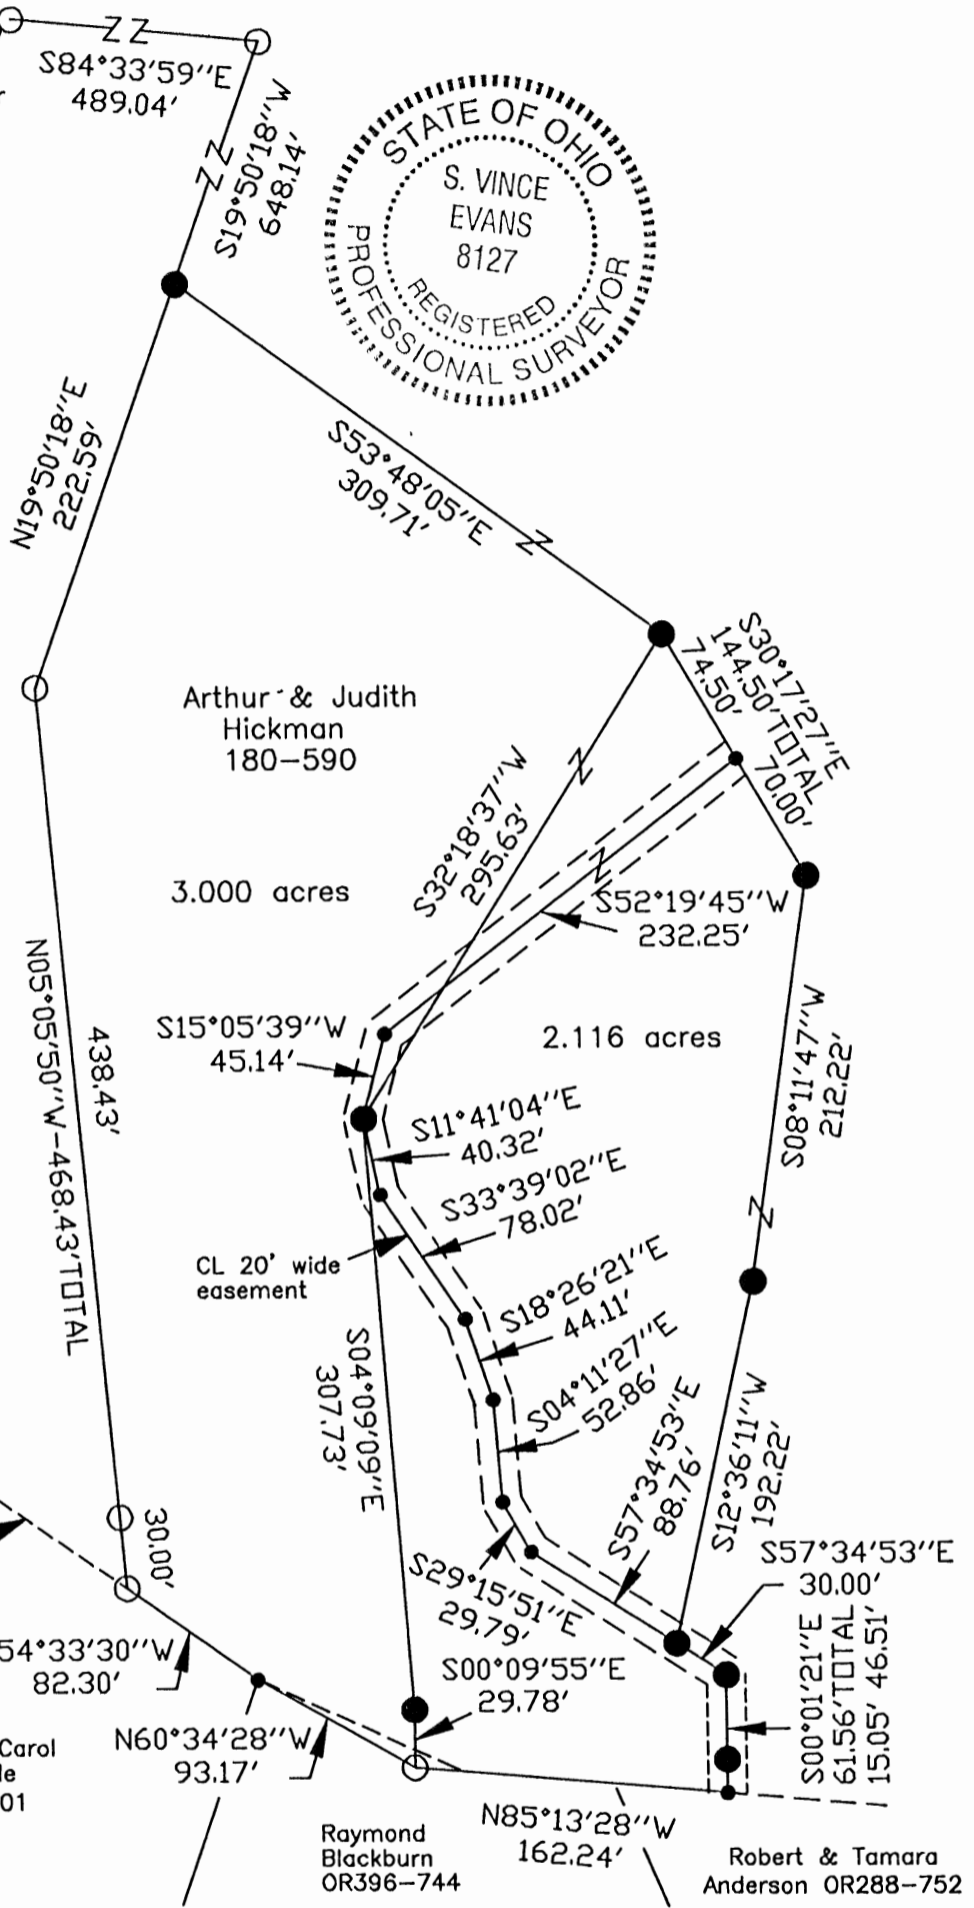 S84°33'59"E
489.04'
S19°50'18"W
648.14'
STATE OF OHIO
S. VINCE
EVANS
8127
REGISTERED
PROFESSIONAL SURVEYOR
N19°50'18"E
222.59'
S53°48'05"E
309.71'
S30°17'27"E
144.50'TOTAL
74.50'
70.00'
Arthur & Judith
Hickman
180-590
S32°18'37"W
295.63'
3.000 acres
S52°19'45"W
232.25'
N05°05'50"W-468.43'TOTAL
438.43'
S15°05'39"W
45.14'
2.116 acres
S08°11'47"W
212.22'
S11°41'04"E
40.32'
S33°39'02"E
78.02'
CL 20' wide
easement
S18°26'21"E
44.11'
S04°11'27"E
52.86'
S04°09'09"E
307.73'
S57°34'53"E
88.76'
S12°36'11"W
192.22'
30.00'
S57°34'53"E
30.00'
S29°15'51"E
29.79'
S00°01'21"E
61.56'TOTAL
15.05' 46.51'
54°33'30"W
82.30'
S00°09'55"E
29.78'
N60°34'28"W
93.17'
Carol
01
N85°13'28"W
162.24'
Raymond
Blackburn
OR396-744
Robert & Tamara
Anderson OR288-752